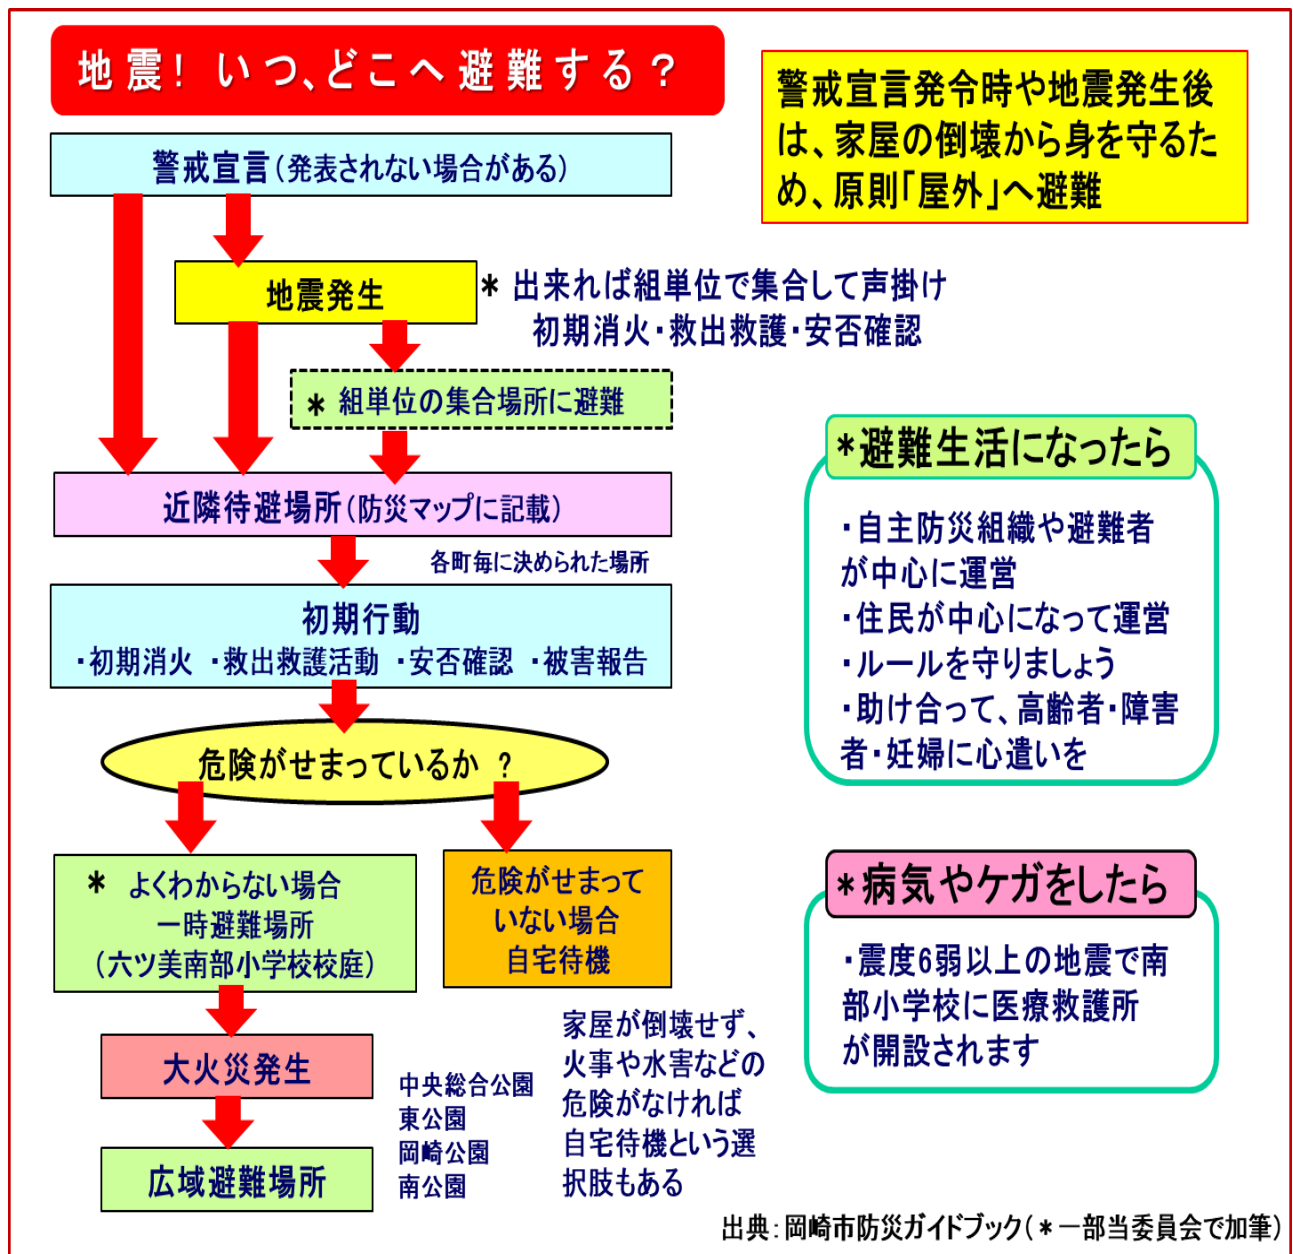 地震！いつ、どこへ避難する？
警戒宣言発令時や地震発生後
は、家屋の倒壊から身を守るた
め、原則「屋外」へ避難
警戒宣言（発表されない場合がある）
地震発生
＊ 出来れば組単位で集合して声掛け
初期消火・救出救護・安否確認
＊ 組単位の集合場所に避難
近隣待避場所（防災マップに記載）
各町毎に決められた場所
初期行動
・初期消火 ・救出救護活動 ・安否確認 ・被害報告
危険がせまっているか ？
＊ よくわからない場合
一時避難場所
（六ツ美南部小学校校庭）
危険がせまって
いない場合
自宅待機
大火災発生
広域避難場所
中央総合公園
東公園
岡崎公園
南公園
家屋が倒壊せず、
火事や水害などの
危険がなければ
自宅待機という選
択肢もある
＊避難生活になったら
・自主防災組織や避難者
が中心に運営
・住民が中心になって運営
・ルールを守りましょう
・助け合って、高齢者・障害
者・妊婦に心遣いを
＊病気やケガをしたら
・震度6弱以上の地震で南
部小学校に医療救護所
が開設されます
出典：岡崎市防災ガイドブック（＊一部当委員会で加筆）